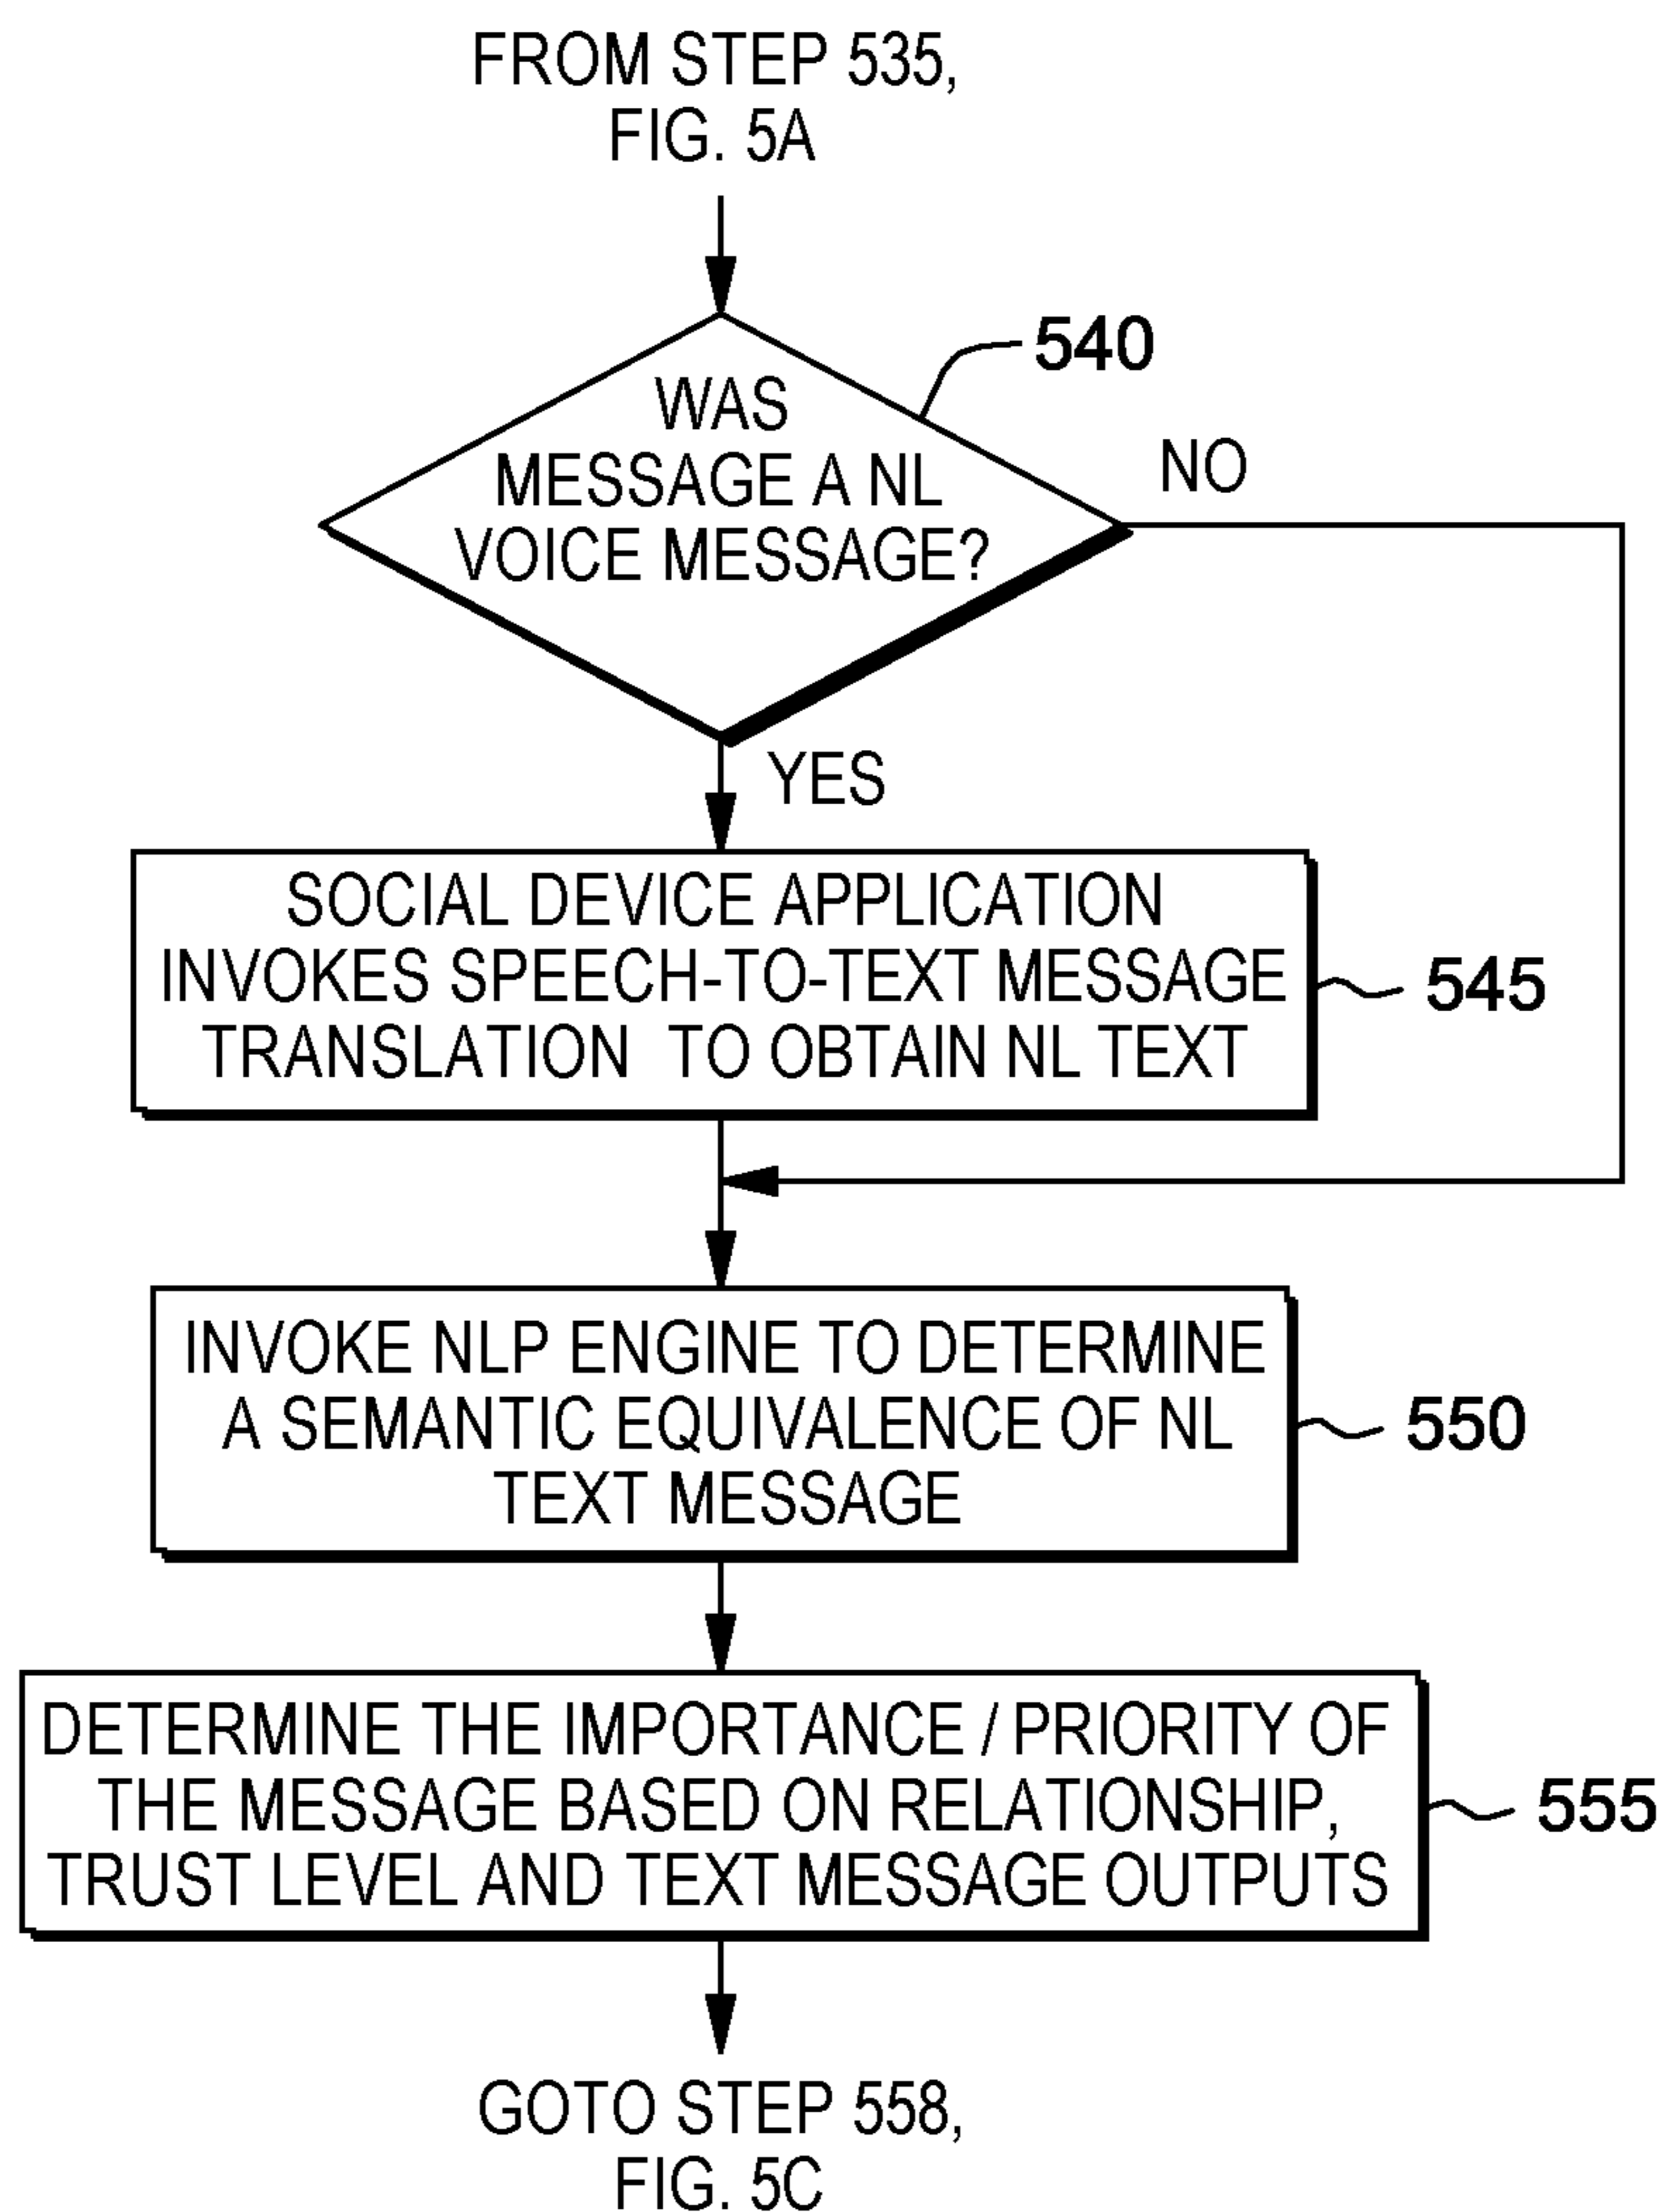 FROM STEP 535,
FIG. 5A
540
WAS
MESSAGE A NL
VOICE MESSAGE?
NO
YES
SOCIAL DEVICE APPLICATION
INVOKES SPEECH-TO-TEXT MESSAGE
TRANSLATION TO OBTAIN NL TEXT
545
INVOKE NLP ENGINE TO DETERMINE
A SEMANTIC EQUIVALENCE OF NL
TEXT MESSAGE
550
DETERMINE THE IMPORTANCE / PRIORITY OF
THE MESSAGE BASED ON RELATIONSHIP,
TRUST LEVEL AND TEXT MESSAGE OUTPUTS
555
GOTO STEP 558,
FIG. 5C